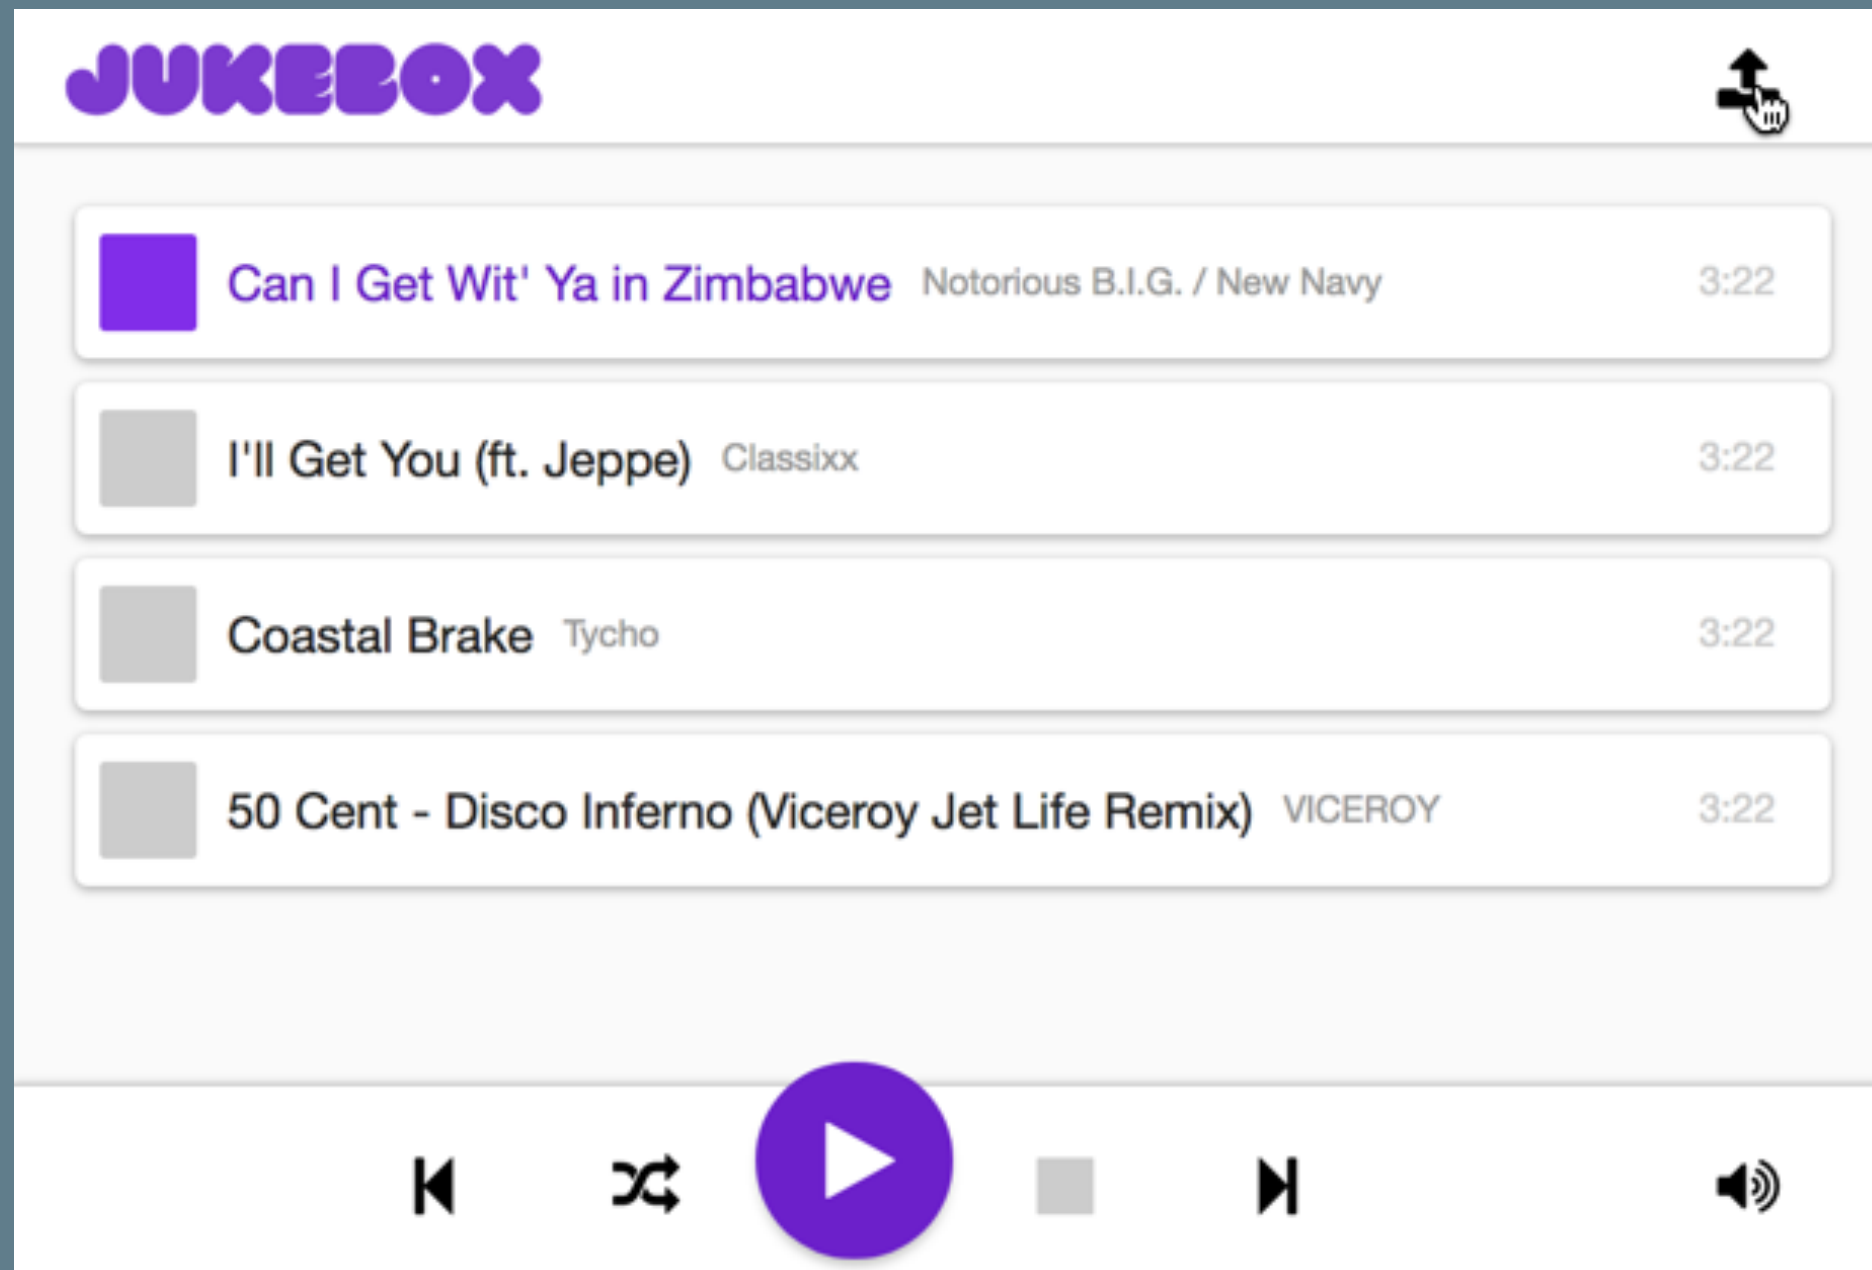 JUKEBOX
Can I Get Wit' Ya in Zimbabwe Notorious B.I.G. / New Navy 3:22
I'll Get You (ft. Jeppe) Classixx 3:22
Coastal Brake Tycho 3:22
50 Cent - Disco Inferno (Viceroy Jet Life Remix) VICEROY 3:22